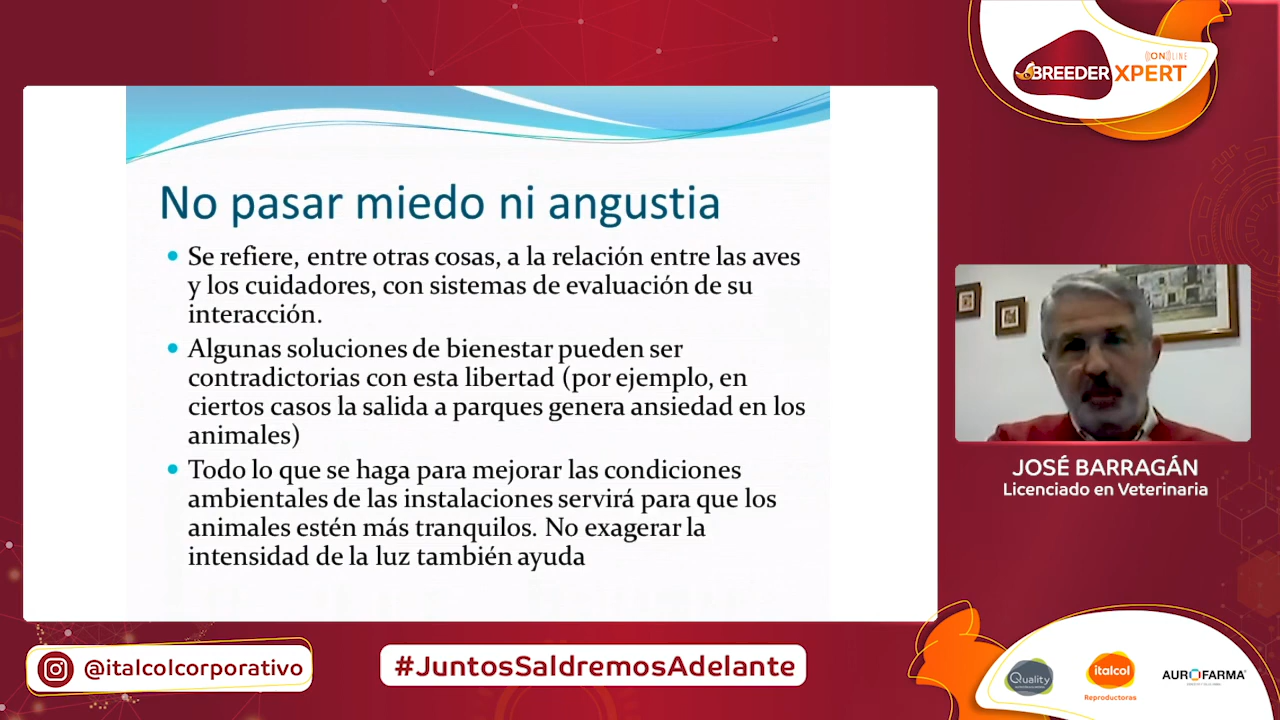 ((ON))LINE
BREEDER XPERT
No pasar miedo ni angustia
• Se refiere, entre otras cosas, a la relación entre las aves
y los cuidadores, con sistemas de evaluación de su
interacción.
• Algunas soluciones de bienestar pueden ser
contradictorias con esta libertad (por ejemplo, en
ciertos casos la salida a parques genera ansiedad en los
animales)
• Todo lo que se haga para mejorar las condiciones
ambientales de las instalaciones servirá para que los
animales estén más tranquilos. No exagerar la
intensidad de la luz también ayuda
JOSÉ BARRAGÁN
Licenciado en Veterinaria
@italcolcorporativo
#JuntosSaldremosAdelante
Quality
italcol
Reproductoras
AUROFARMA